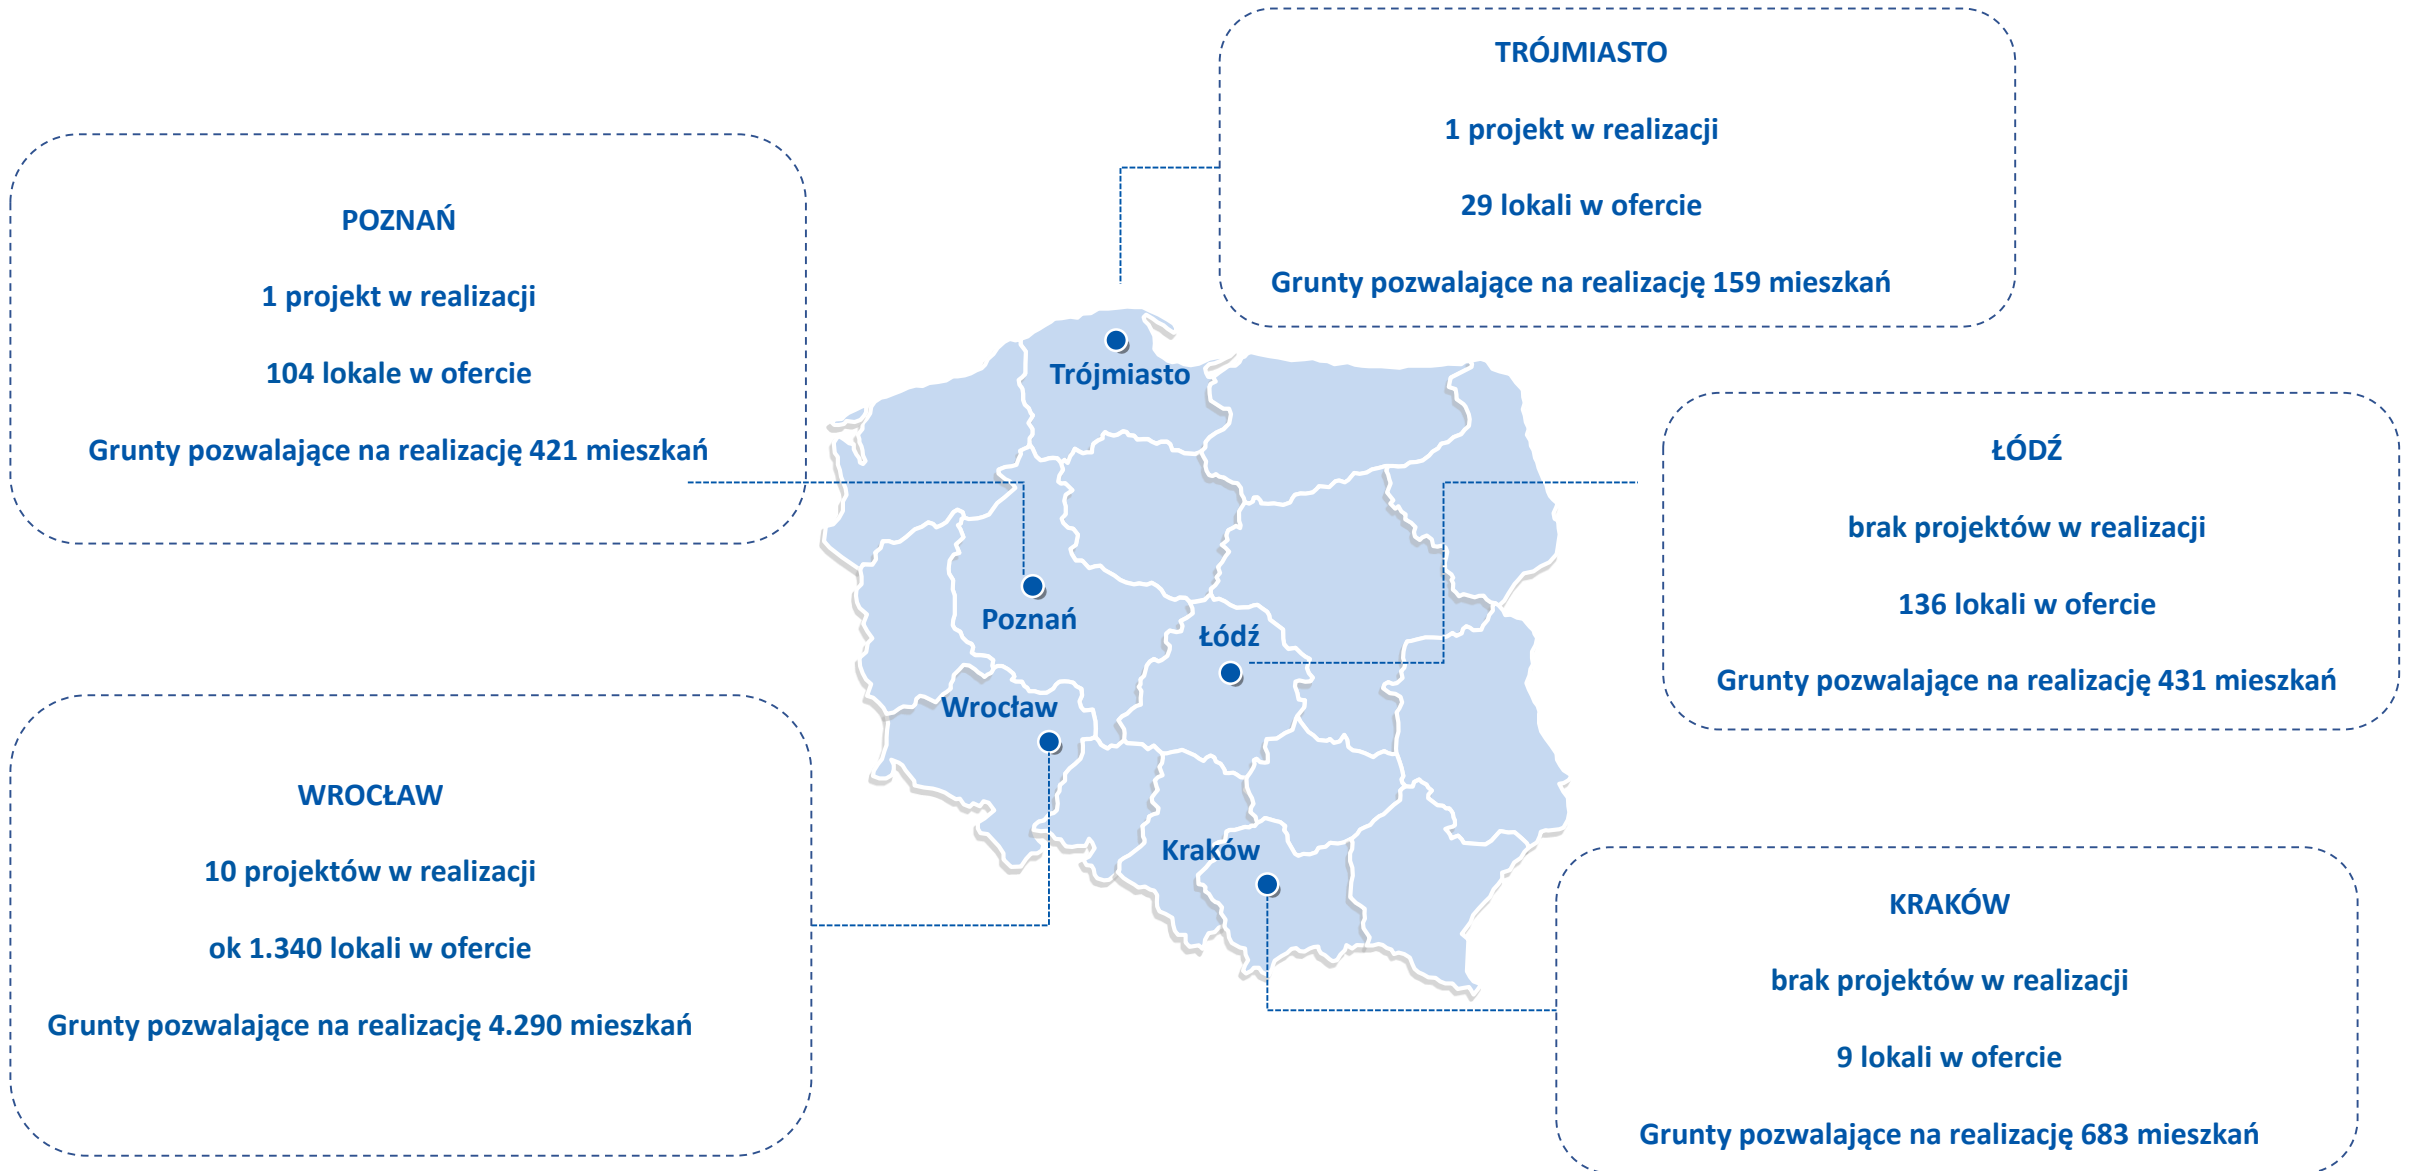 TRÓJMIASTO
1 projekt w realizacji
29 lokali w ofercie
Grunty pozwalające na realizację 159 mieszkań
POZNAŃ
1 projekt w realizacji
104 lokale w ofercie
Grunty pozwalające na realizację 421 mieszkań
Trójmiasto
Poznań
Łódź
Wrocław
Kraków
ŁÓDŹ
brak projektów w realizacji
136 lokali w ofercie
Grunty pozwalające na realizację 431 mieszkań
WROCŁAW
10 projektów w realizacji
ok 1.340 lokali w ofercie
Grunty pozwalające na realizację 4.290 mieszkań
KRAKÓW
brak projektów w realizacji
9 lokali w ofercie
Grunty pozwalające na realizację 683 mieszkań